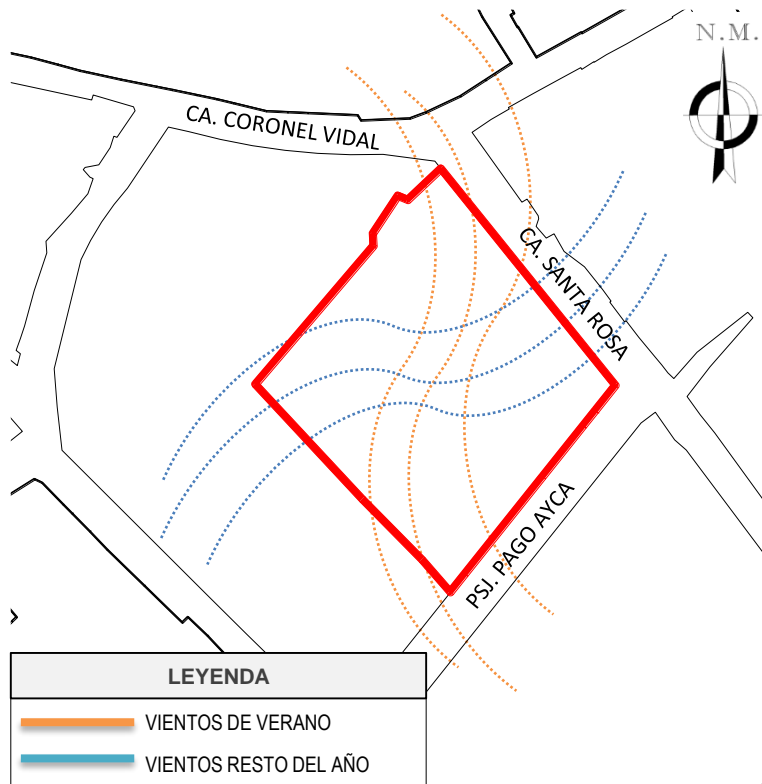 N.M.
CA. CORONEL VIDAL
CA. SANTA ROSA
PSJ. PAGO AYCA
LEYENDA
VIENTOS DE VERANO
VIENTOS RESTO DEL AÑO